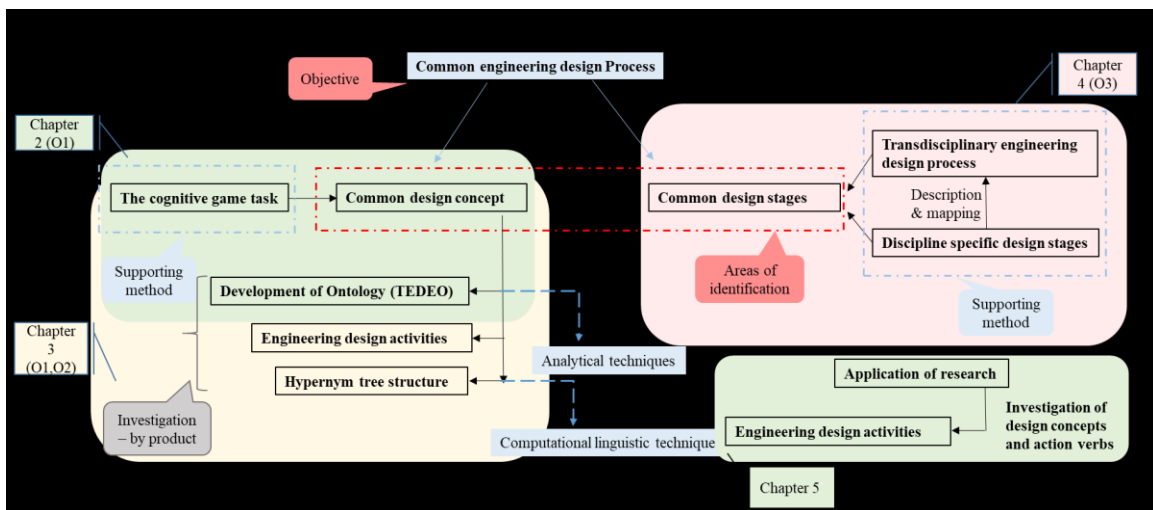 Common engineering design Process
Objective
Chapter
4 (O3)
Chapter
2 (O1)
Transdisciplinary engineering
design process
The cognitive game task
Common design concept
Common design stages
Description
& mapping
Discipline specific design stages
Supporting
method
Areas of
identification
Supporting
method
Development of Ontology (TEDEO)
Chapter
3
(O1,O2)
Engineering design activities
Analytical techniques
Hypernym tree structure
Application of research
Investigation
– by product
Investigation of
design concepts
and action verbs
Engineering design activities
Computational linguistic technique
Chapter 5